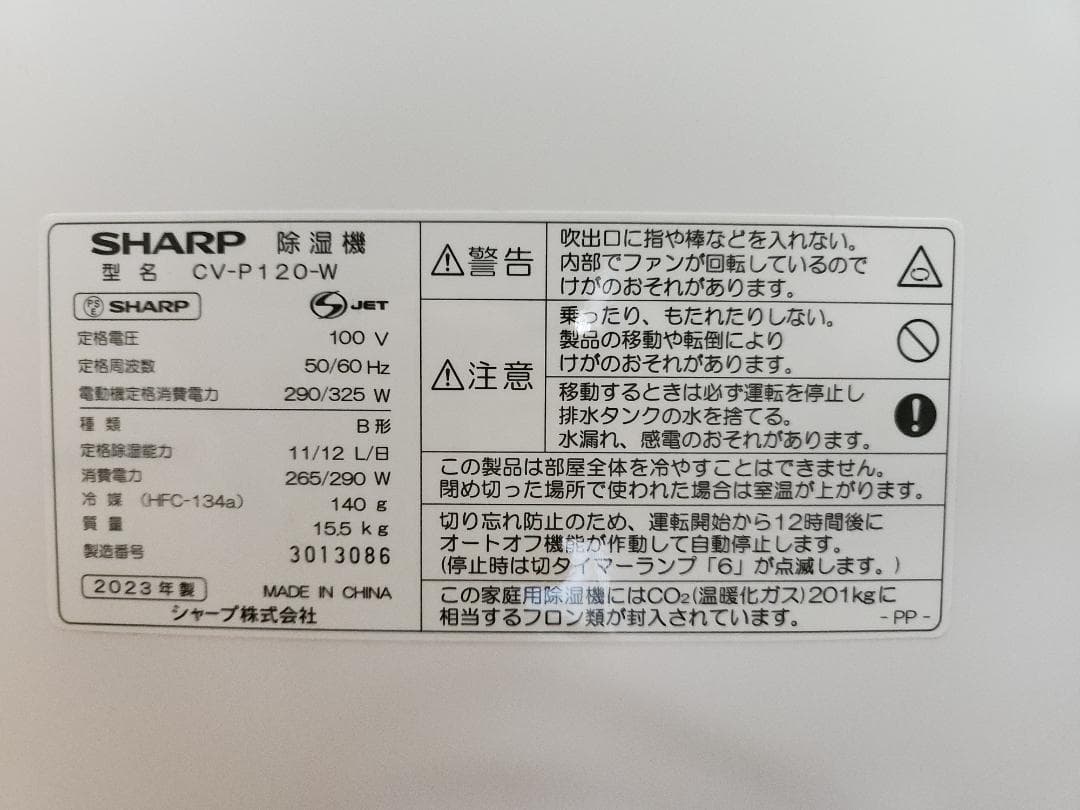 SHARP 除湿機
型名 CV-P120-W
PSE SHARP
S JET
定格電圧 100 V
定格周波数 50/60 Hz
電動機定格消費電力 290/325 W
種類 B形
定格除湿能力 11/12 L/日
消費電力 265/290 W
冷媒 (HFC-134a) 140 g
質量 15.5 kg
製造番号 3013086
2023年製 MADE IN CHINA
シャープ株式会社
警告
吹出口に指や棒などを入れない。
内部でファンが回転しているので
けがのおそれがあります。
注意
乗ったり、もたれたりしない。
製品の移動や転倒により
けがのおそれがあります。
移動するときは必ず運転を停止し
排水タンクの水を捨てる。
水漏れ、感電のおそれがあります。
この製品は部屋全体を冷やすことはできません。
閉め切った場所で使われた場合は室温が上がります。
切り忘れ防止のため、運転開始から12時間後に
オートオフ機能が作動して自動停止します。
(停止時は切タイマーランプ「6」が点滅します。)
この家庭用除湿機にはCO₂(温暖化ガス)201kgに
相当するフロン類が封入されています。
- PP -